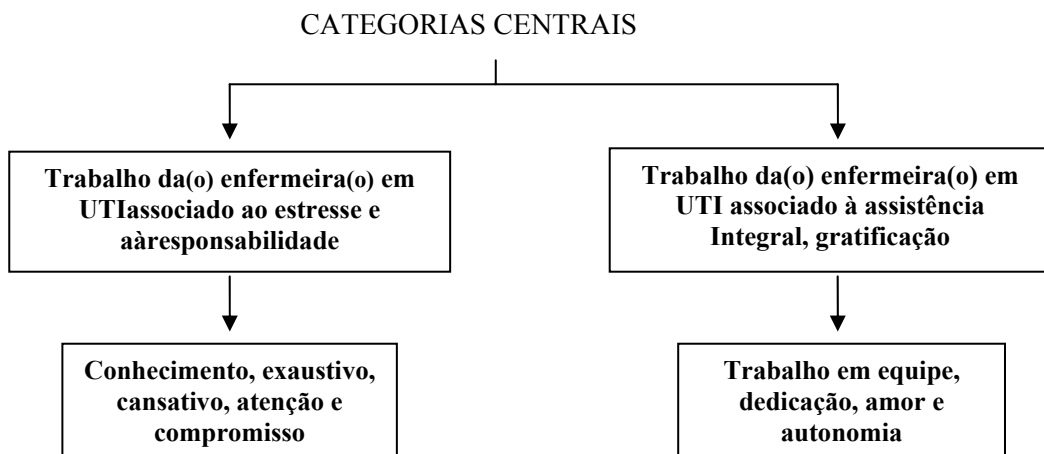 CATEGORIAS CENTRAIS
Trabalho da(o) enfermeira(o) em
UTIassociado ao estresse e
aàresponsabilidade
Trabalho da(o) enfermeira(o) em
UTI associado à assistência
Integral, gratificação
Conhecimento, exaustivo,
cansativo, atenção e
compromisso
Trabalho em equipe,
dedicação, amor e
autonomia